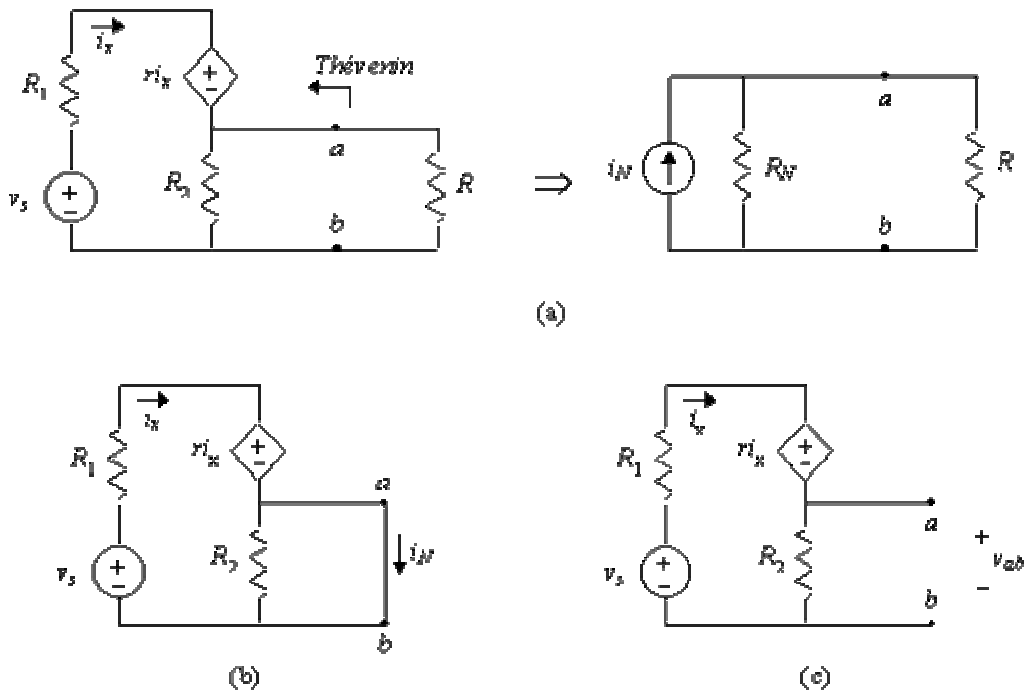 i_x
R_1
ri_x
Thévenin
a
R_2
R
v_s
b
⇒
i_N
R_N
a
R
b
(a)
i_x
R_1
ri_x
a
R_2
i_N
v_s
b
(b)
i_x
R_1
ri_x
a
R_2
v_ab
v_s
b
(c)